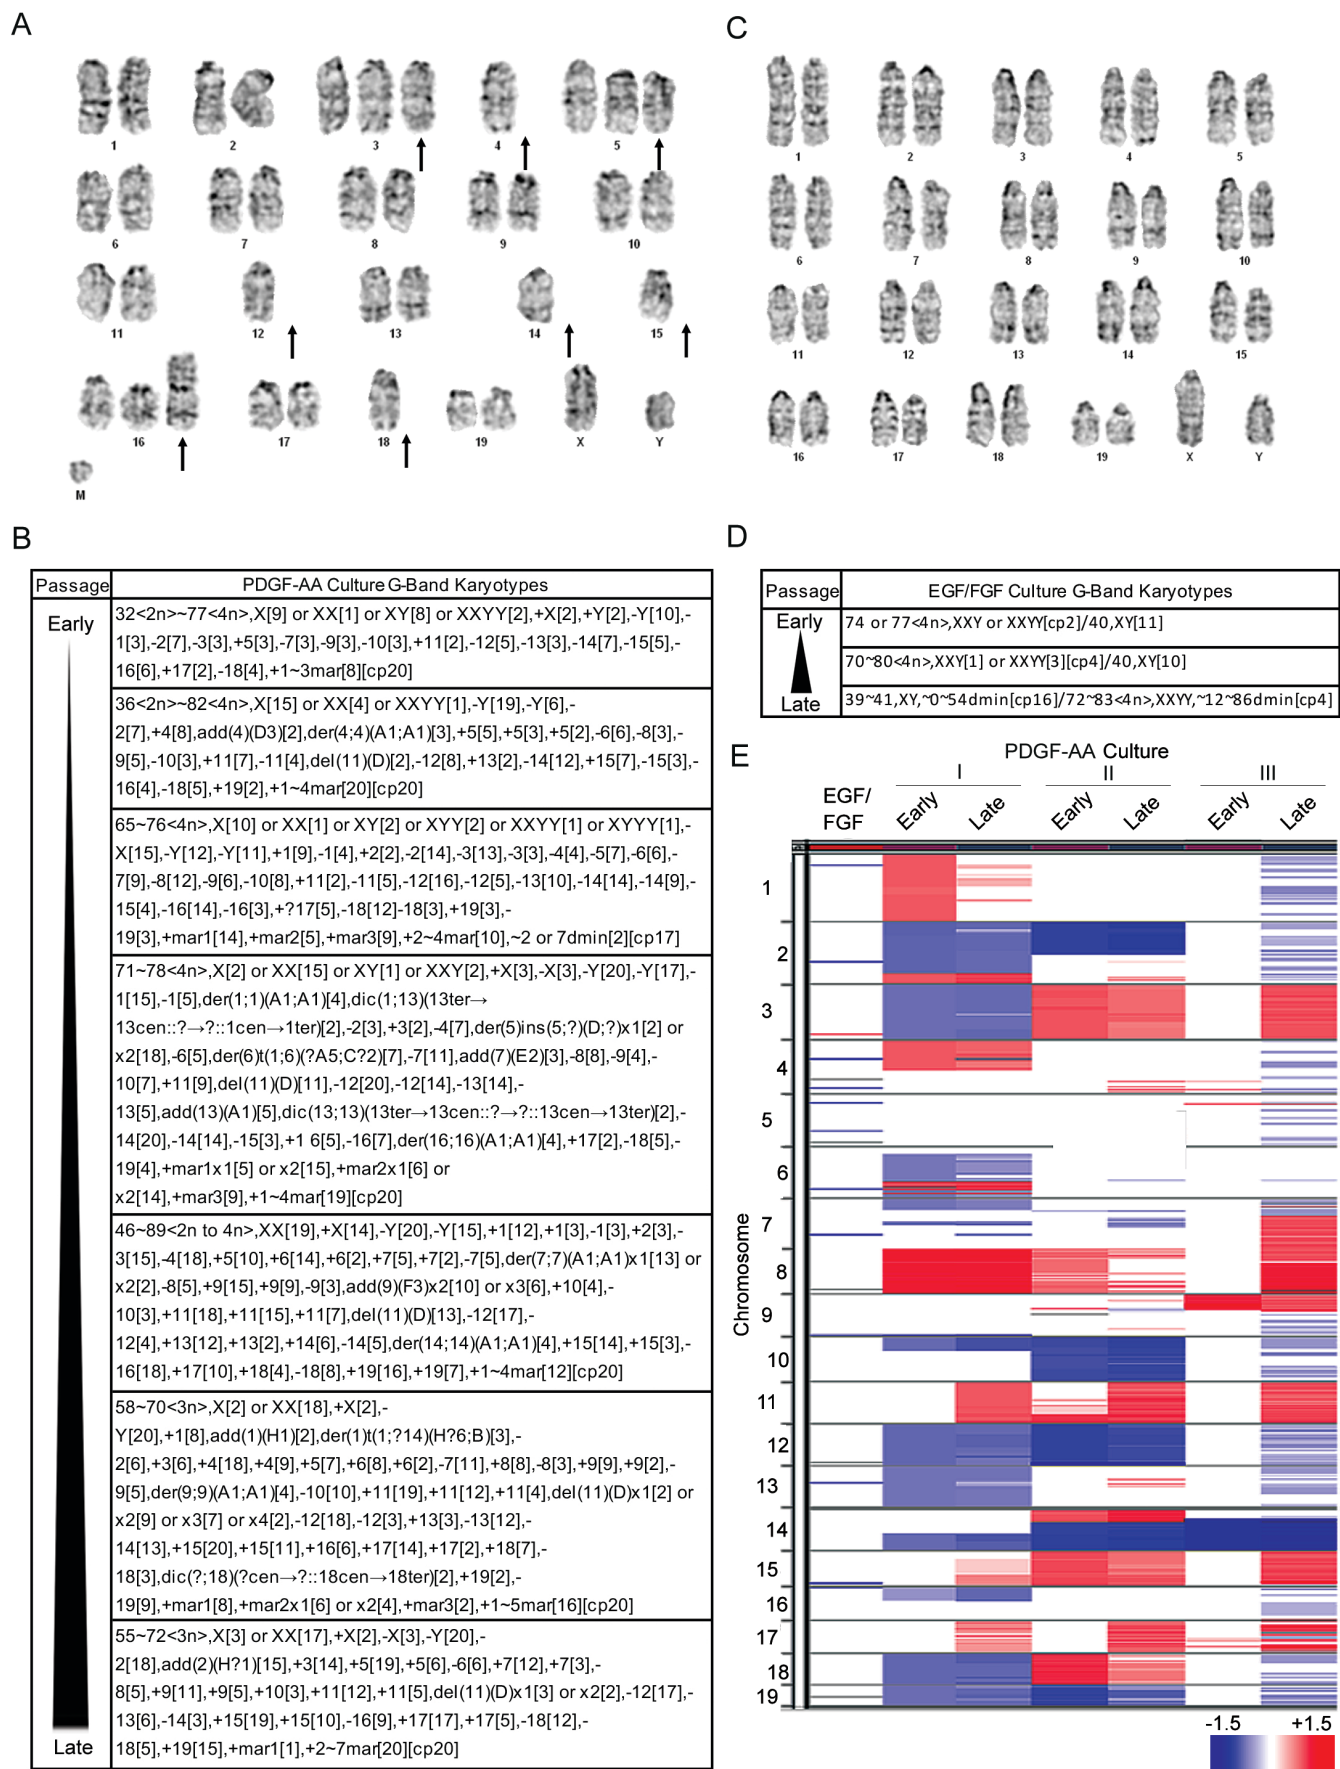 A
C
1 2 3 4 5
6 7 8 9 10
11 12 13 14 15
16 17 18 19 X Y
M
1 2 3 4 5
6 7 8 9 10
11 12 13 14 15
16 17 18 19 X Y
B
Passage PDGF-AA Culture G-Band Karyotypes
Early
32<2n>~77<4n>,X[9] or XX[1] or XY[8] or XXYY[2],+X[2],+Y[2],-Y[10],-
1[3],-2[7],-3[3],+5[3],-7[3],-9[3],-10[3],+11[2],-12[5],-13[3],-14[7],-15[5],-
16[6],+17[2],-18[4],+1~3mar[8][cp20]
36<2n>~82<4n>,X[15] or XX[4] or XXYY[1],-Y[19],-Y[6],-
2[7],+4[8],add(4)(D3)[2],der(4;4)(A1;A1)[3],+5[5],+5[3],+5[2],-6[6],-8[3],-
9[5],-10[3],+11[7],-11[4],del(11)(D)[2],-12[8],+13[2],-14[12],+15[7],-15[3],-
16[4],-18[5],+19[2],+1~4mar[20][cp20]
65~76<4n>,X[10] or XX[1] or XY[2] or XYY[2] or XXYY[1] or XYYY[1],-
X[15],-Y[12],-Y[11],+1[9],-1[4],+2[2],-2[14],-3[13],-3[3],-4[4],-5[7],-6[6],-
7[9],-8[12],-9[6],-10[8],+11[2],-11[5],-12[16],-12[5],-13[10],-14[14],-14[9],-
15[4],-16[14],-16[3],+?17[5],-18[12]-18[3],+19[3],-
19[3],+mar1[14],+mar2[5],+mar3[9],+2~4mar[10],~2 or 7dmin[2][cp17]
71~78<4n>,X[2] or XX[15] or XY[1] or XXY[2],+X[3],-X[3],-Y[20],-Y[17],-
1[15],-1[5],der(1;1)(A1;A1)[4],dic(1;13)(13ter→
13cen::?→?::1cen→1ter)[2],-2[3],+3[2],-4[7],der(5)ins(5;?)(D;?)x1[2] or
x2[18],-6[5],der(6)t(1;6)(?A5;C?2)[7],-7[11],add(7)(E2)[3],-8[8],-9[4],-
10[7],+11[9],del(11)(D)[11],-12[20],-12[14],-13[14],-
13[5],add(13)(A1)[5],dic(13;13)(13ter→13cen::?→?::13cen→13ter)[2],-
14[20],-14[14],-15[3],+1 6[5],-16[7],der(16;16)(A1;A1)[4],+17[2],-18[5],-
19[4],+mar1x1[5] or x2[15],+mar2x1[6] or
x2[14],+mar3[9],+1~4mar[19][cp20]
46~89<2n to 4n>,XX[19],+X[14],-Y[20],-Y[15],+1[12],+1[3],-1[3],+2[3],-
3[15],-4[18],+5[10],+6[14],+6[2],+7[5],+7[2],-7[5],der(7;7)(A1;A1)x1[13] or
x2[2],-8[5],+9[15],+9[9],-9[3],add(9)(F3)x2[10] or x3[6],+10[4],-
10[3],+11[18],+11[15],+11[7],del(11)(D)[13],-12[17],-
12[4],+13[12],+13[2],+14[6],-14[5],der(14;14)(A1;A1)[4],+15[14],+15[3],-
16[18],+17[10],+18[4],-18[8],+19[16],+19[7],+1~4mar[12][cp20]
58~70<3n>,X[2] or XX[18],+X[2],-
Y[20],+1[8],add(1)(H1)[2],der(1)t(1;?14)(H?6;B)[3],-
2[6],+3[6],+4[18],+4[9],+5[7],+6[8],+6[2],-7[11],+8[8],-8[3],+9[9],+9[2],-
9[5],der(9;9)(A1;A1)[4],-10[10],+11[19],+11[12],+11[4],del(11)(D)x1[2] or
x2[9] or x3[7] or x4[2],-12[18],-12[3],+13[3],-13[12],-
14[13],+15[20],+15[11],+16[6],+17[14],+17[2],+18[7],-
18[3],dic(?;18)(?cen→?::18cen→18ter)[2],+19[2],-
19[9],+mar1[8],+mar2x1[6] or x2[4],+mar3[2],+1~5mar[16][cp20]
55~72<3n>,X[3] or XX[17],+X[2],-X[3],-Y[20],-
2[18],add(2)(H?1)[15],+3[14],+5[19],+5[6],-6[6],+7[12],+7[3],-
8[5],+9[11],+9[5],+10[3],+11[12],+11[5],del(11)(D)x1[3] or x2[2],-12[17],-
13[6],-14[3],+15[19],+15[10],-16[9],+17[17],+17[5],-18[12],-
18[5],+19[15],+mar1[1],+2~7mar[20][cp20]
Late
D
Passage EGF/FGF Culture G-Band Karyotypes
Early
74 or 77<4n>,XXY or XXYY[cp2]/40,XY[11]
70~80<4n>,XXY[1] or XXYY[3][cp4]/40,XY[10]
39~41,XY,~0~54dmin[cp16]/72~83<4n>,XXYY,~12~86dmin[cp4]
Late
E
PDGF-AA Culture
I II III
EGF/
FGF
Early Late Early Late Early Late
Chromosome
1
2
3
4
5
6
7
8
9
10
11
12
13
14
15
16
17
18
19
-1.5 +1.5